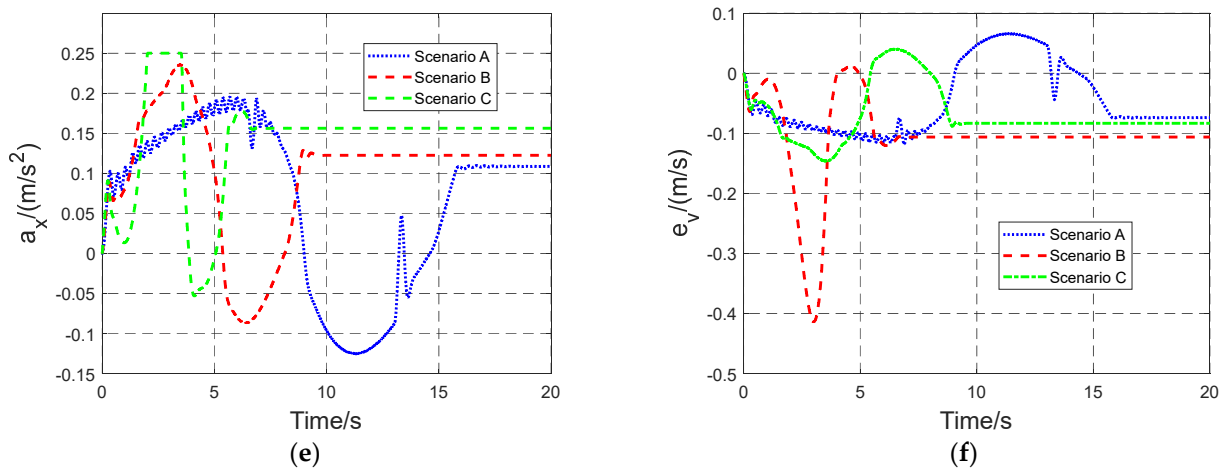 a_x/(m/s²)
0.25
0.2
0.15
0.1
0.05
0
-0.05
-0.1
-0.15
0 5 10 15 20
Time/s
Scenario A
Scenario B
Scenario C
(e)
e_v/(m/s)
0.1
0
-0.1
-0.2
-0.3
-0.4
-0.5
0 5 10 15 20
Time/s
Scenario A
Scenario B
Scenario C
(f)